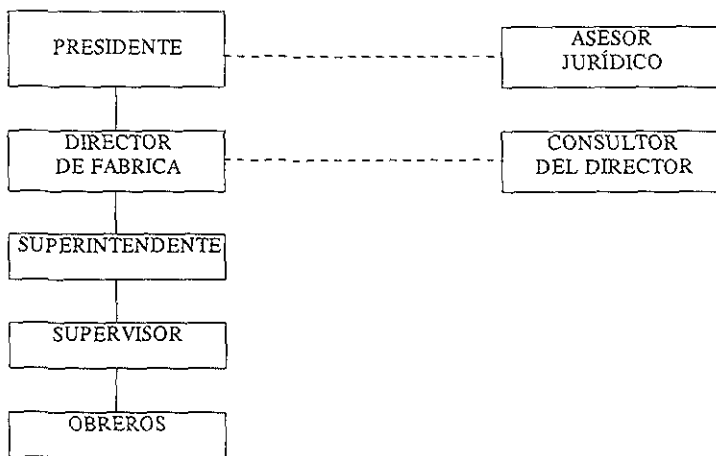 PRESIDENTE
ASESOR
JURÍDICO
DIRECTOR
DE FABRICA
CONSULTOR
DEL DIRECTOR
SUPERINTENDENTE
SUPERVISOR
OBREROS